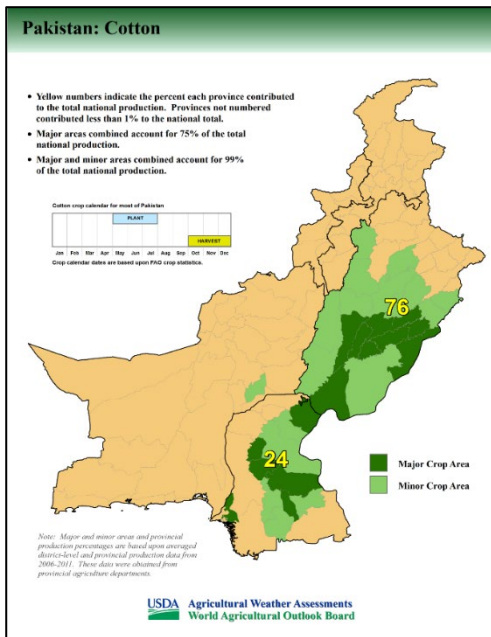 Pakistan: Cotton
• Yellow numbers indicate the percent each province contributed
to the total national production. Provinces not numbered
contributed less than 1% to the national total.
• Major areas combined account for 75% of the total
national production.
• Major and minor areas combined account for 99%
of the total national production.
Cotton crop calendar for most of Pakistan
PLANT
HARVEST
Jan Feb Mar Apr May Jun Jul Aug Sep Oct Nov Dec
Crop calendar dates are based upon FAO crop statistics.
76
24
Major Crop Area
Minor Crop Area
Note: Major and minor areas and provincial
production percentages are based upon averaged
district-level and provincial production data from
2006-2011. These data were obtained from
provincial agriculture departments.
USDA Agricultural Weather Assessments
World Agricultural Outlook Board